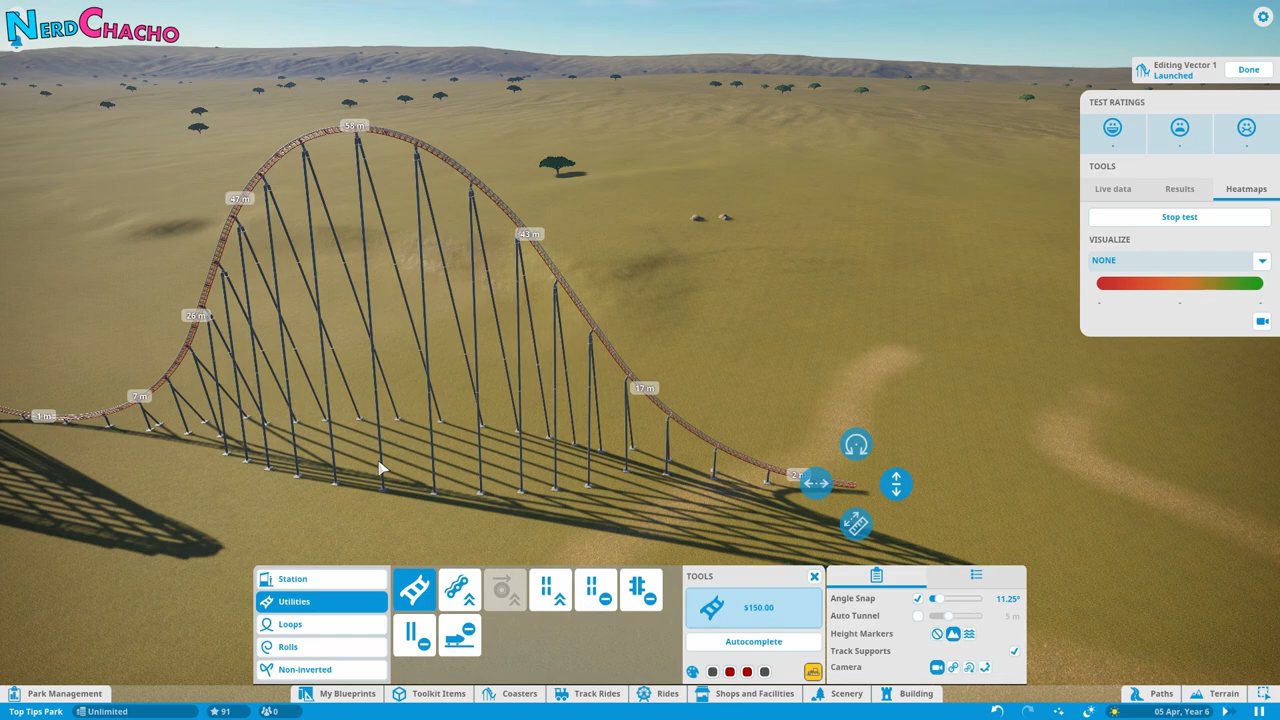 NERDCHACHO
Editing Vector 1
Launched
Done
TEST RATINGS
-
-
-
TOOLS
Live data
Results
Heatmaps
Stop test
VISUALIZE
NONE
-
-
-
58 m
47 m
43 m
26 m
17 m
7 m
-1 m
2 m
Station
Utilities
Loops
Rolls
Non-inverted
TOOLS
$150.00
Autocomplete
Angle Snap
11.25°
Auto Tunnel
5 m
Height Markers
Track Supports
Camera
Park Management
My Blueprints
Toolkit Items
Coasters
Track Rides
Rides
Shops and Facilities
Scenery
Building
Paths
Terrain
Top Tips Park
Unlimited
91
0
05 Apr, Year 6